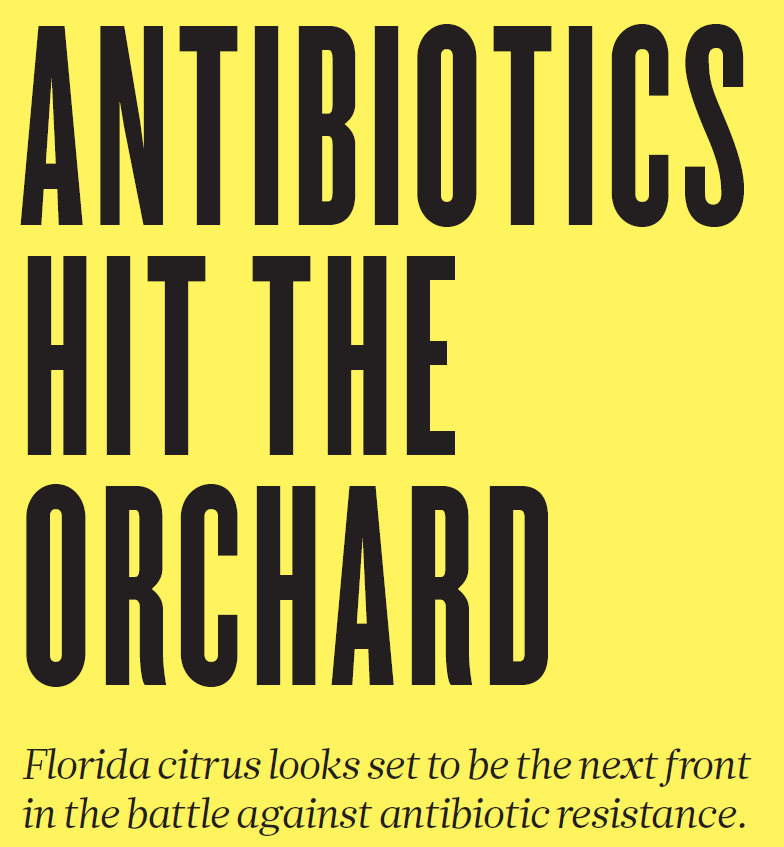 ANTIBIOTICS
HIT THE
ORCHARD
Florida citrus looks set to be the next front
in the battle against antibiotic resistance.